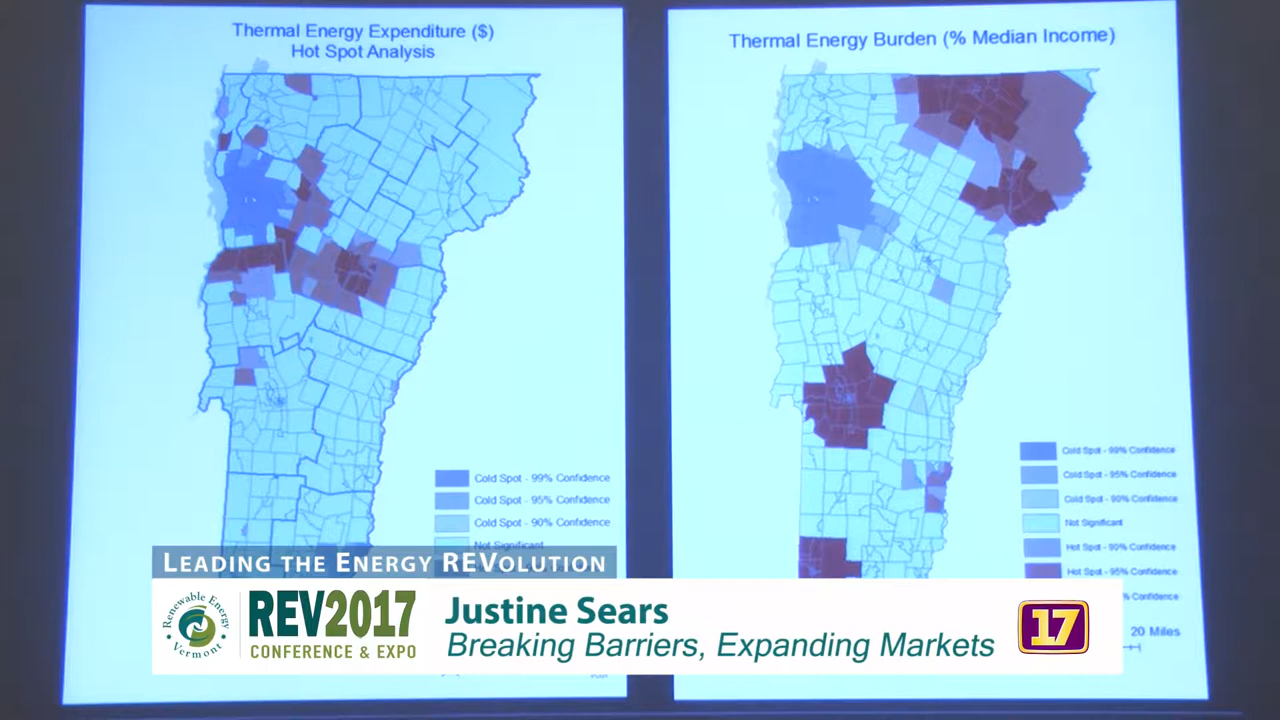 Thermal Energy Expenditure ($)
Hot Spot Analysis
Cold Spot - 99% Confidence
Cold Spot - 95% Confidence
Cold Spot - 90% Confidence
Not Significant
Thermal Energy Burden (% Median Income)
Cold Spot - 99% Confidence
Cold Spot - 95% Confidence
Cold Spot - 90% Confidence
Not Significant
Hot Spot - 90% Confidence
Hot Spot - 95% Confidence
% Confidence
20 Miles
LEADING THE ENERGY REVOLUTION
Renewable Energy
Vermont
REV2017
CONFERENCE & EXPO
Justine Sears
Breaking Barriers, Expanding Markets
17